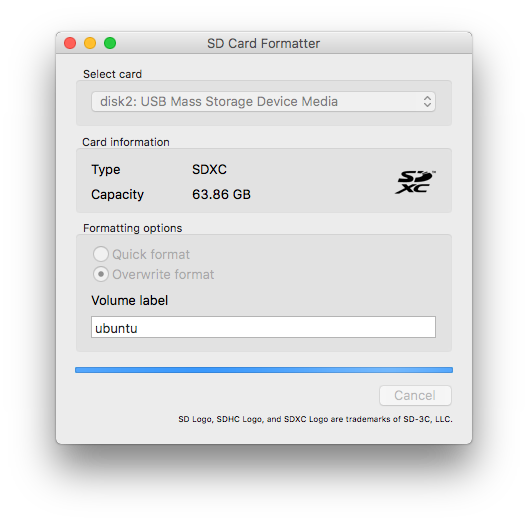 SD Card Formatter
Select card
disk2: USB Mass Storage Device Media
Card information
Type SDXC
Capacity 63.86 GB
SD XC ™
Formatting options
Quick format
Overwrite format
Volume label
ubuntu
Cancel
SD Logo, SDHC Logo, and SDXC Logo are trademarks of SD-3C, LLC.